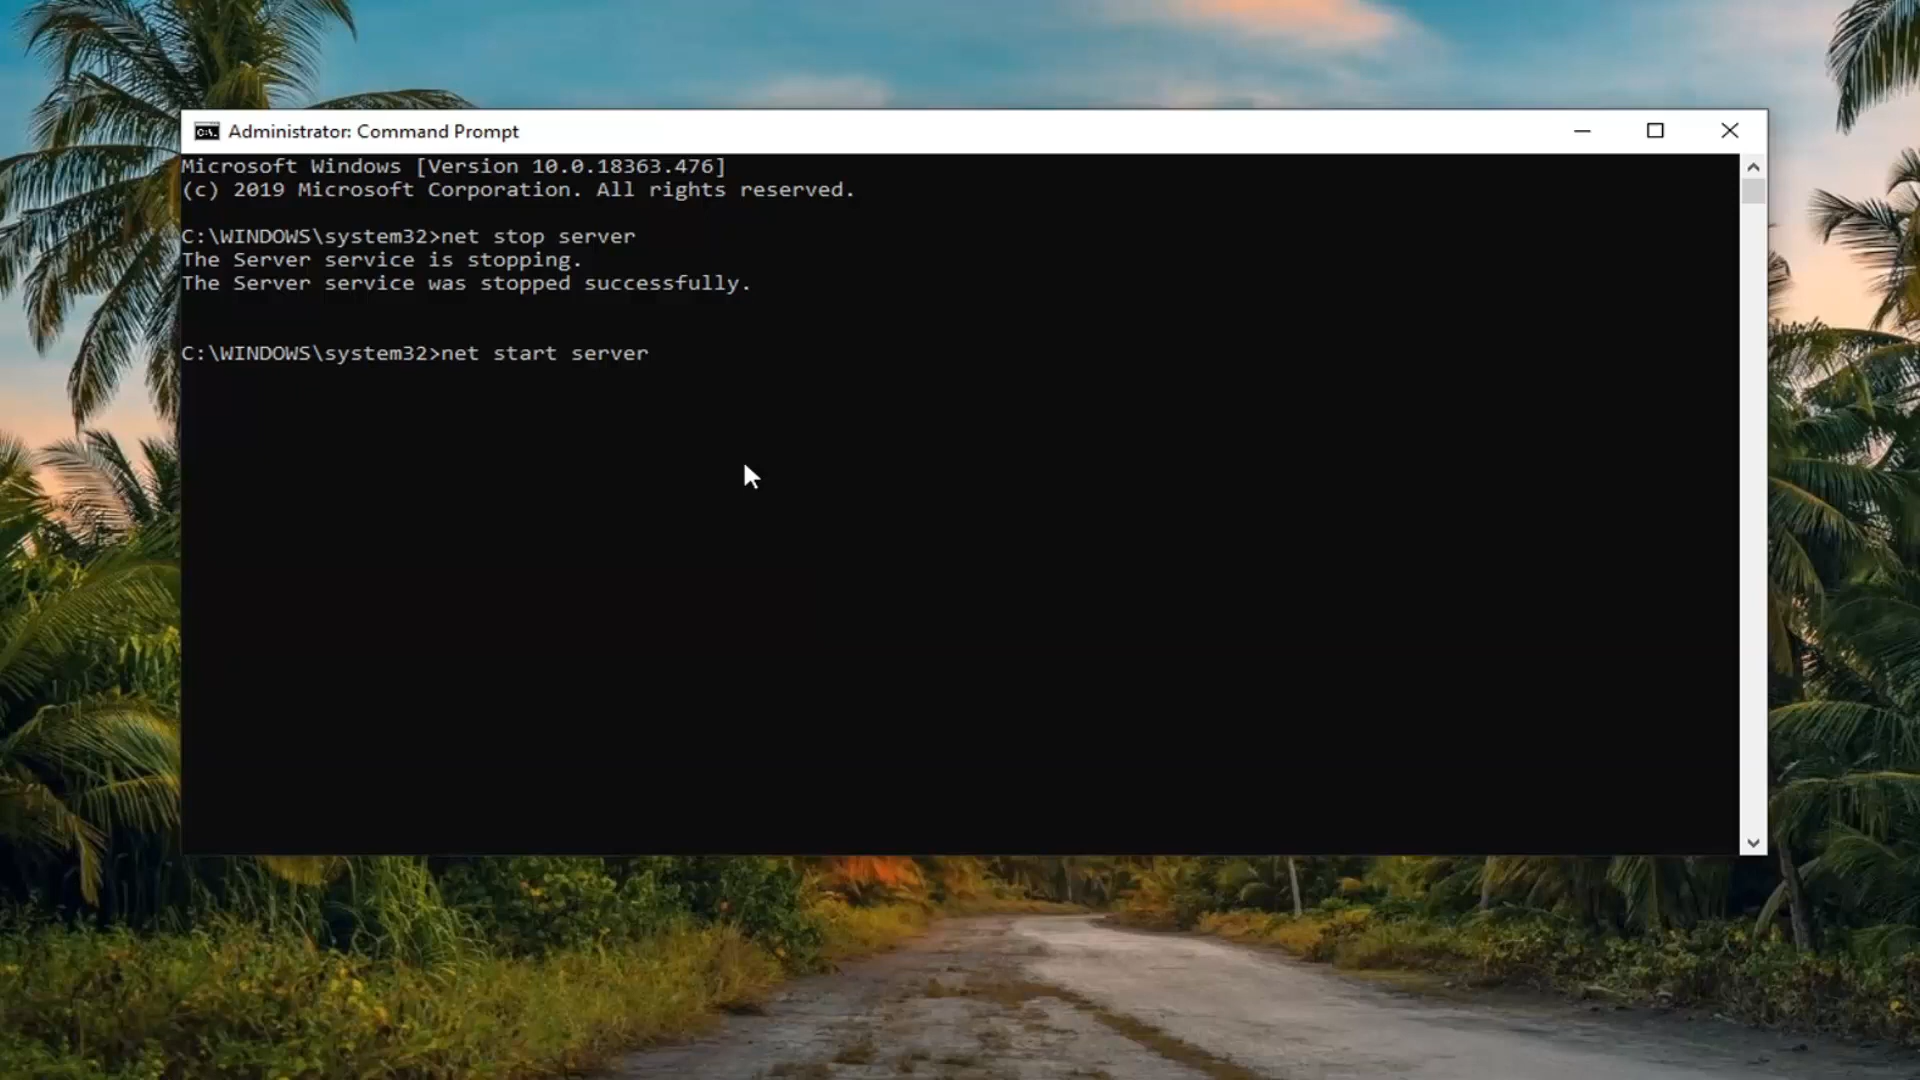 Administrator: Command Prompt
Microsoft Windows [Version 10.0.18363.476]
(c) 2019 Microsoft Corporation. All rights reserved.
C:\WINDOWS\system32>net stop server
The Server service is stopping.
The Server service was stopped successfully.
C:\WINDOWS\system32>net start server